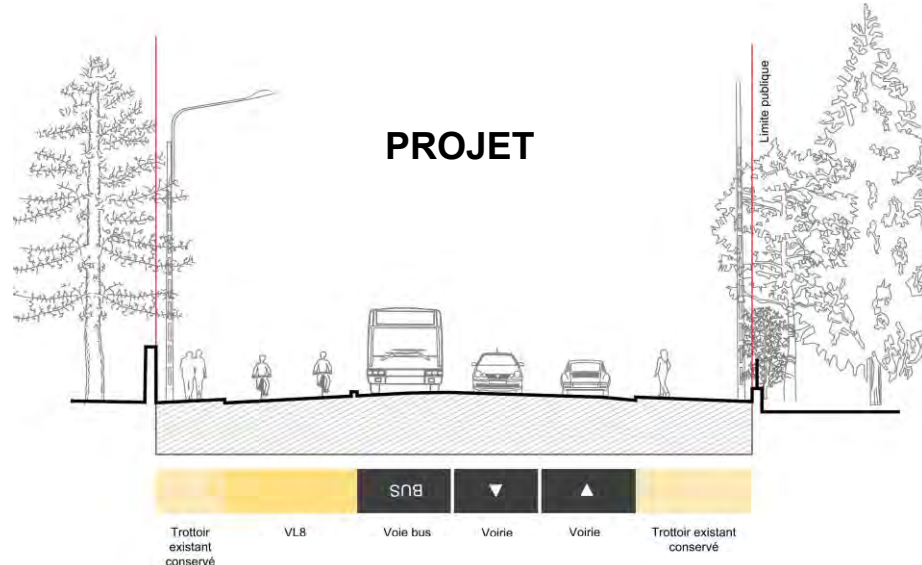 PROJET
Limite publique
BUS
Trottoir
existant
conservé
VL8
Voie bus
Voirie
Voirie
Trottoir existant
conservé